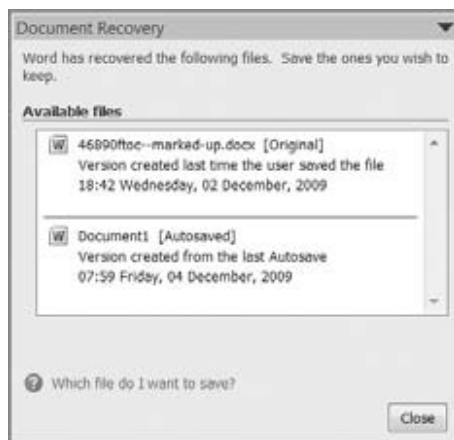 Document Recovery
Word has recovered the following files. Save the ones you wish to
keep.
Available files
46890ftoc--marked-up.docx [Original]
Version created last time the user saved the file
18:42 Wednesday, 02 December, 2009
Document1 [Autosaved]
Version created from the last Autosave
07:59 Friday, 04 December, 2009
Which file do I want to save?
Close